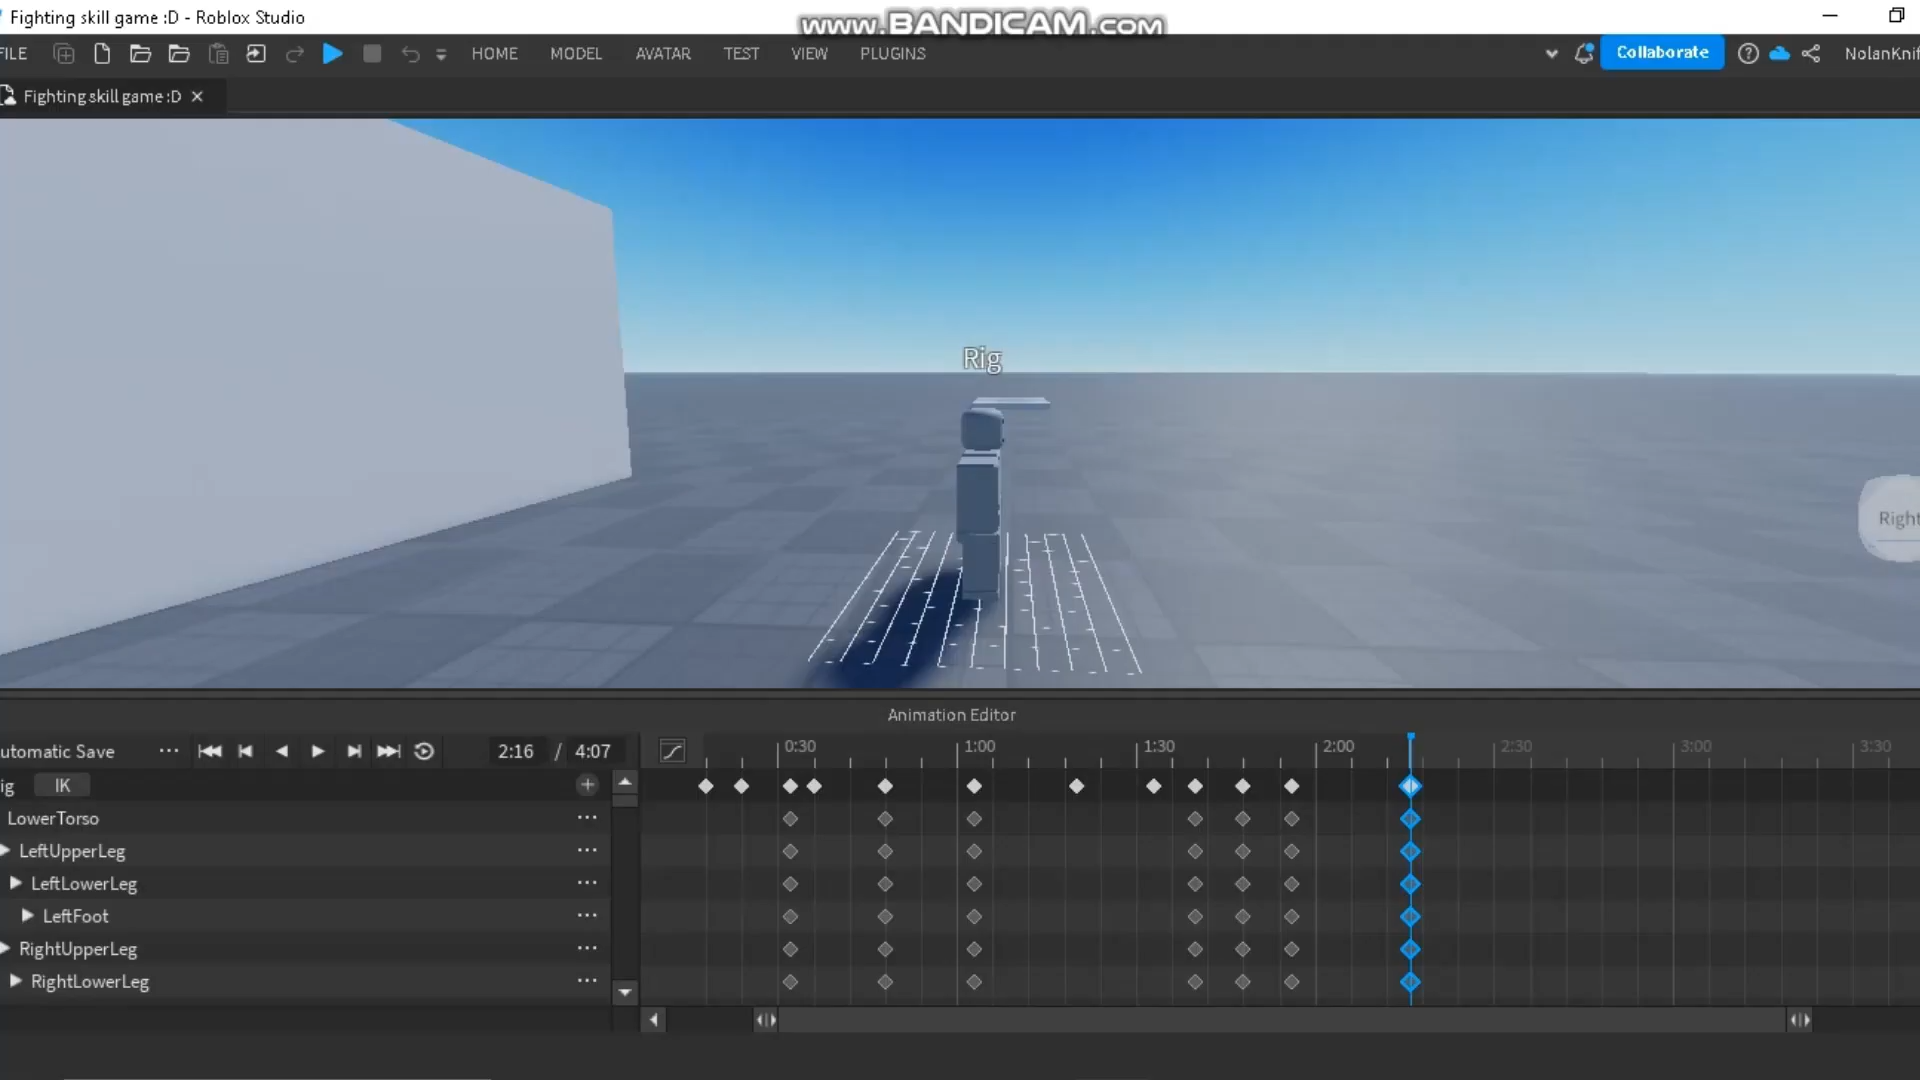 Fighting skill game :D - Roblox Studio
www.BANDICAM.com
FILE HOME MODEL AVATAR TEST VIEW PLUGINS Collaborate NolanKnif
Fighting skill game :D
Rig
Right
Animation Editor
utomatic Save 2:16 / 4:07 0:30 1:00 1:30 2:00 2:30 3:00 3:30
ig IK
LowerTorso
LeftUpperLeg
LeftLowerLeg
LeftFoot
RightUpperLeg
RightLowerLeg